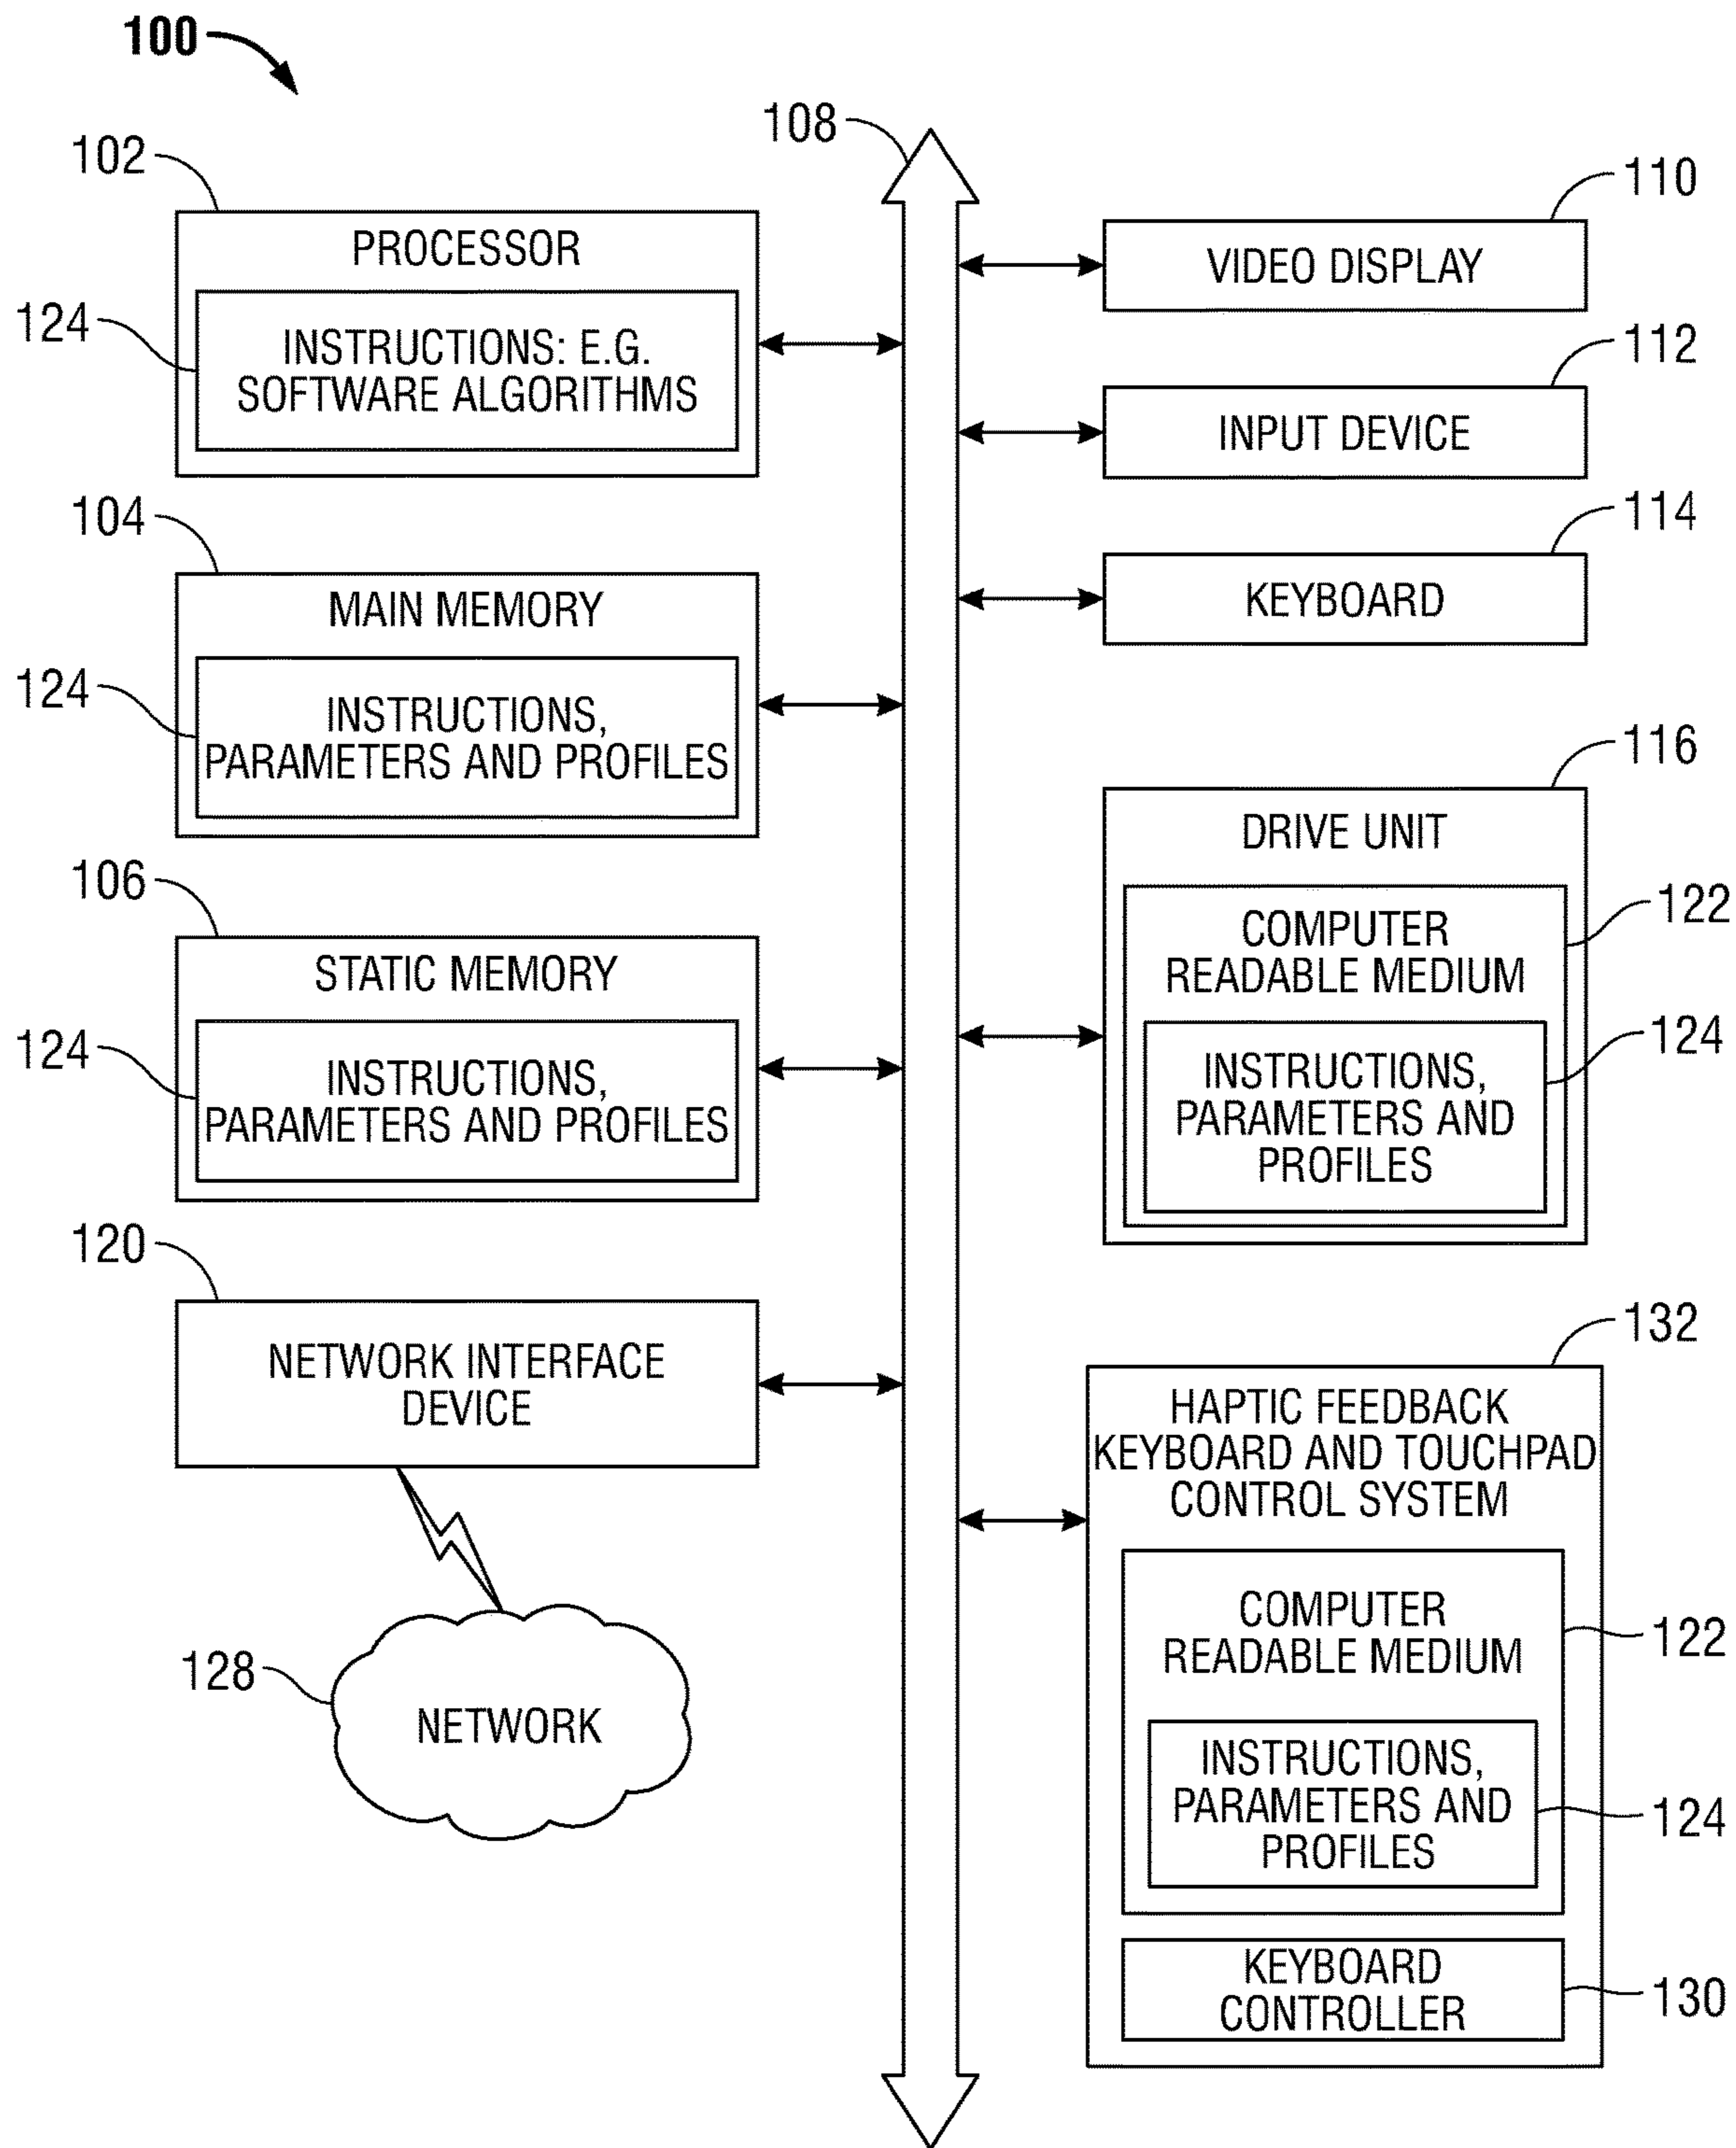 100
108
102
PROCESSOR
124
INSTRUCTIONS: E.G.
SOFTWARE ALGORITHMS
104
MAIN MEMORY
124
INSTRUCTIONS,
PARAMETERS AND PROFILES
106
STATIC MEMORY
124
INSTRUCTIONS,
PARAMETERS AND PROFILES
120
NETWORK INTERFACE
DEVICE
128
NETWORK
110
VIDEO DISPLAY
112
INPUT DEVICE
114
KEYBOARD
116
DRIVE UNIT
122
COMPUTER
READABLE MEDIUM
124
INSTRUCTIONS,
PARAMETERS AND
PROFILES
132
HAPTIC FEEDBACK
KEYBOARD AND TOUCHPAD
CONTROL SYSTEM
COMPUTER
READABLE MEDIUM
122
INSTRUCTIONS,
PARAMETERS AND
PROFILES
124
KEYBOARD
CONTROLLER
130